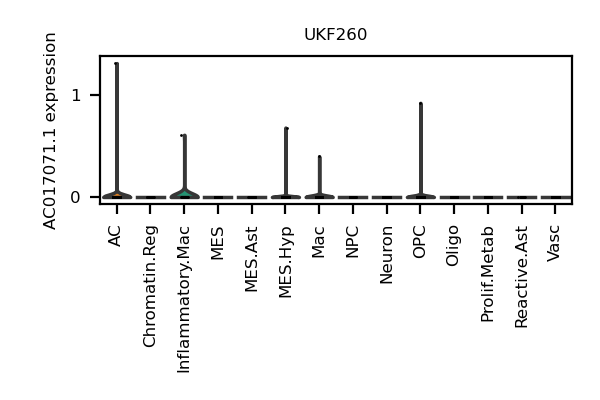 UKF260
AC017071.1 expression
1
0
AC
Chromatin.Reg
Inflammatory.Mac
MES
MES.Ast
MES.Hyp
Mac
NPC
Neuron
OPC
Oligo
Prolif.Metab
Reactive.Ast
Vasc